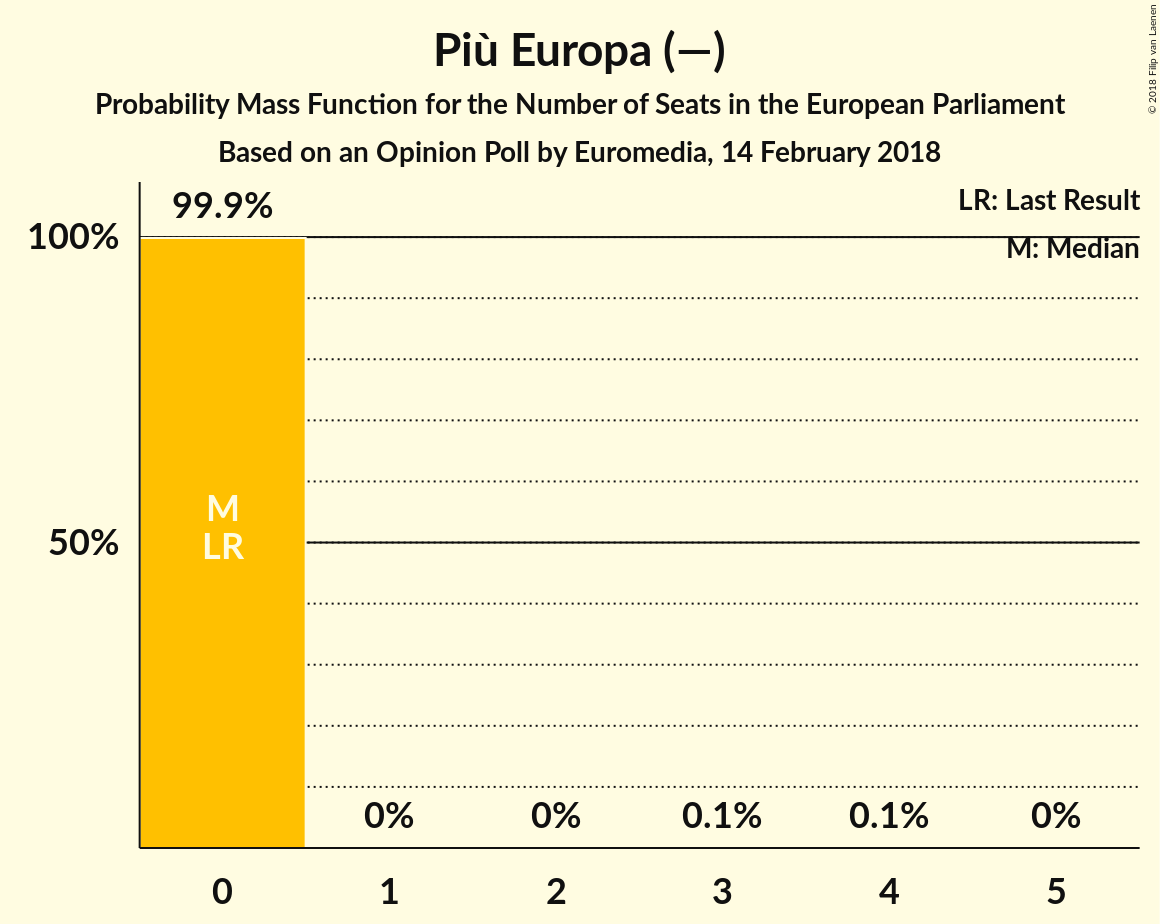 Più Europa (—)
Probability Mass Function for the Number of Seats in the European Parliament
Based on an Opinion Poll by Euromedia, 14 February 2018
© 2018 Filip van Laenen
LR: Last Result
M: Median
99.9%
100%
50%
M
LR
0% 0% 0.1% 0.1% 0%
0 1 2 3 4 5